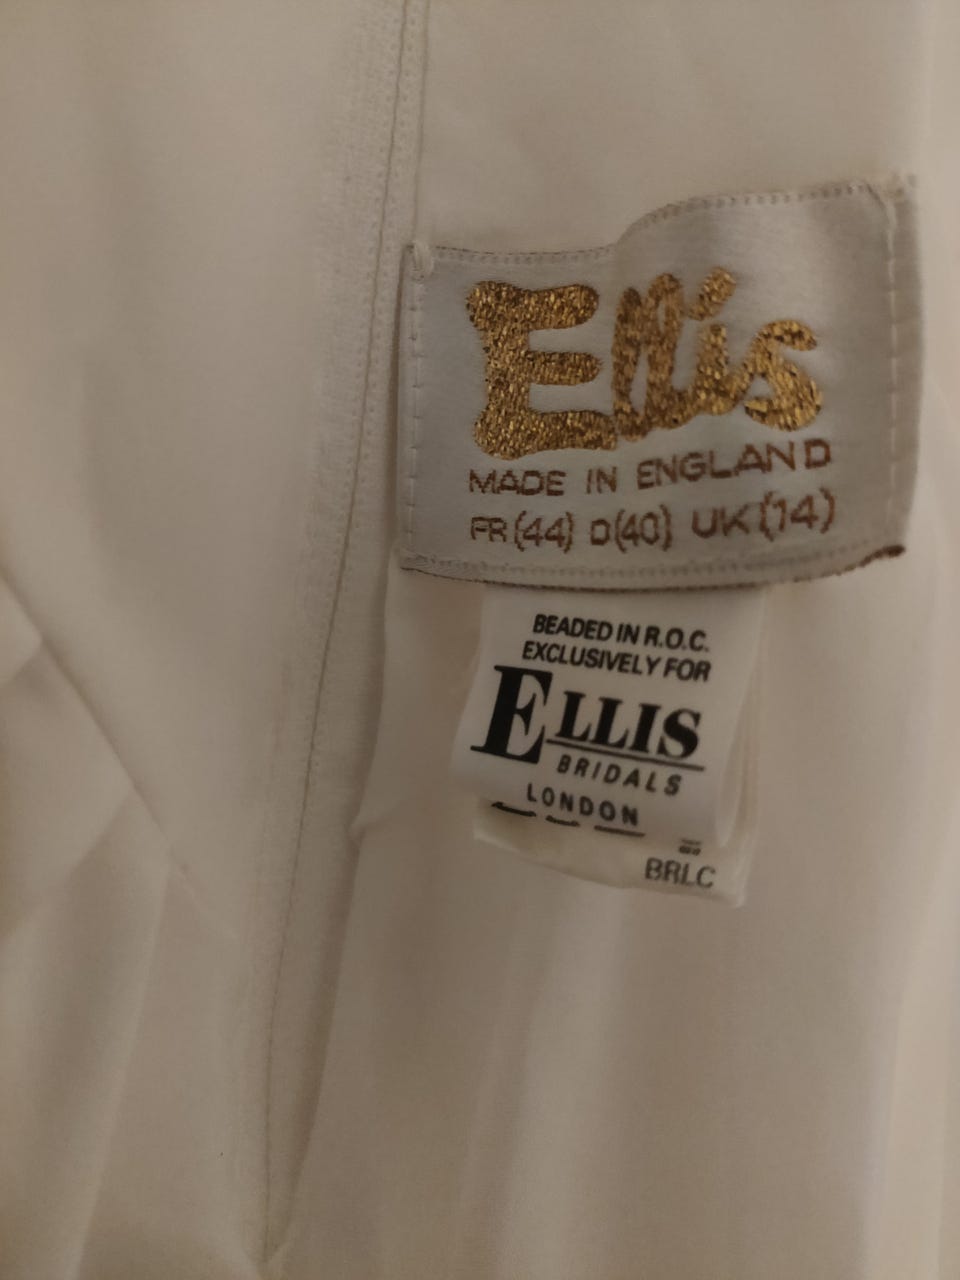 Ellis
MADE IN ENGLAND
FR(44) D(40) UK(14)
BEADED IN R.O.C.
EXCLUSIVELY FOR
ELLIS
BRIDALS
LONDON
BRLC